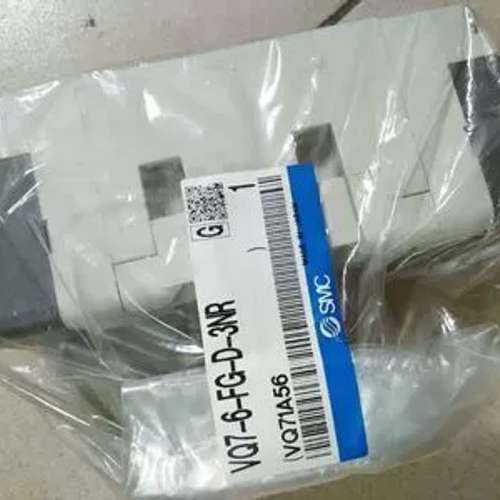 VQ7-6-FG-D-3NR
G 1
(VQ71A56
)
SMC